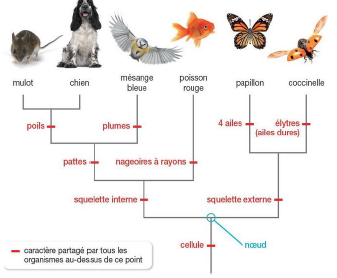 mulot
chien
mésange
bleue
poisson
rouge
papillon
coccinelle
poils
plumes
4 ailes
élytres
(ailes dures)
pattes
nageoires à rayons
squelette interne
squelette externe
cellule
nœud
caractère partagé par tous les
organismes au-dessus de ce point